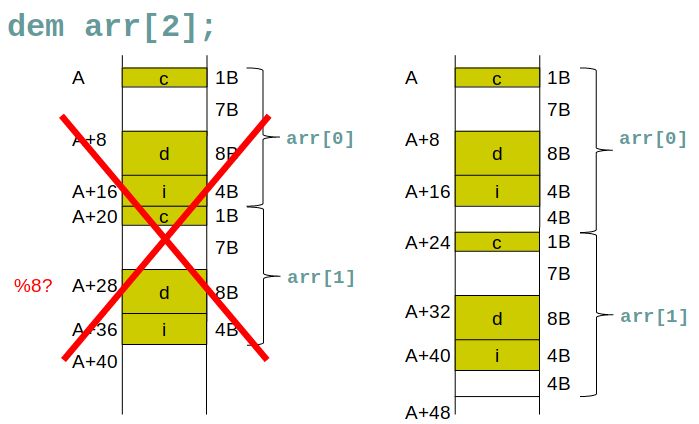 dem arr[2];
A c 1B
7B
A+8 d 8B arr[0]
A+16 i 4B
A+20 c 1B
7B
arr[1]
%8? A+28 d 8B
A+36 i 4B
A+40
A c 1B
7B
A+8 d 8B arr[0]
A+16 i 4B
4B
A+24 c 1B
7B
A+32 d 8B arr[1]
A+40 i 4B
4B
A+48